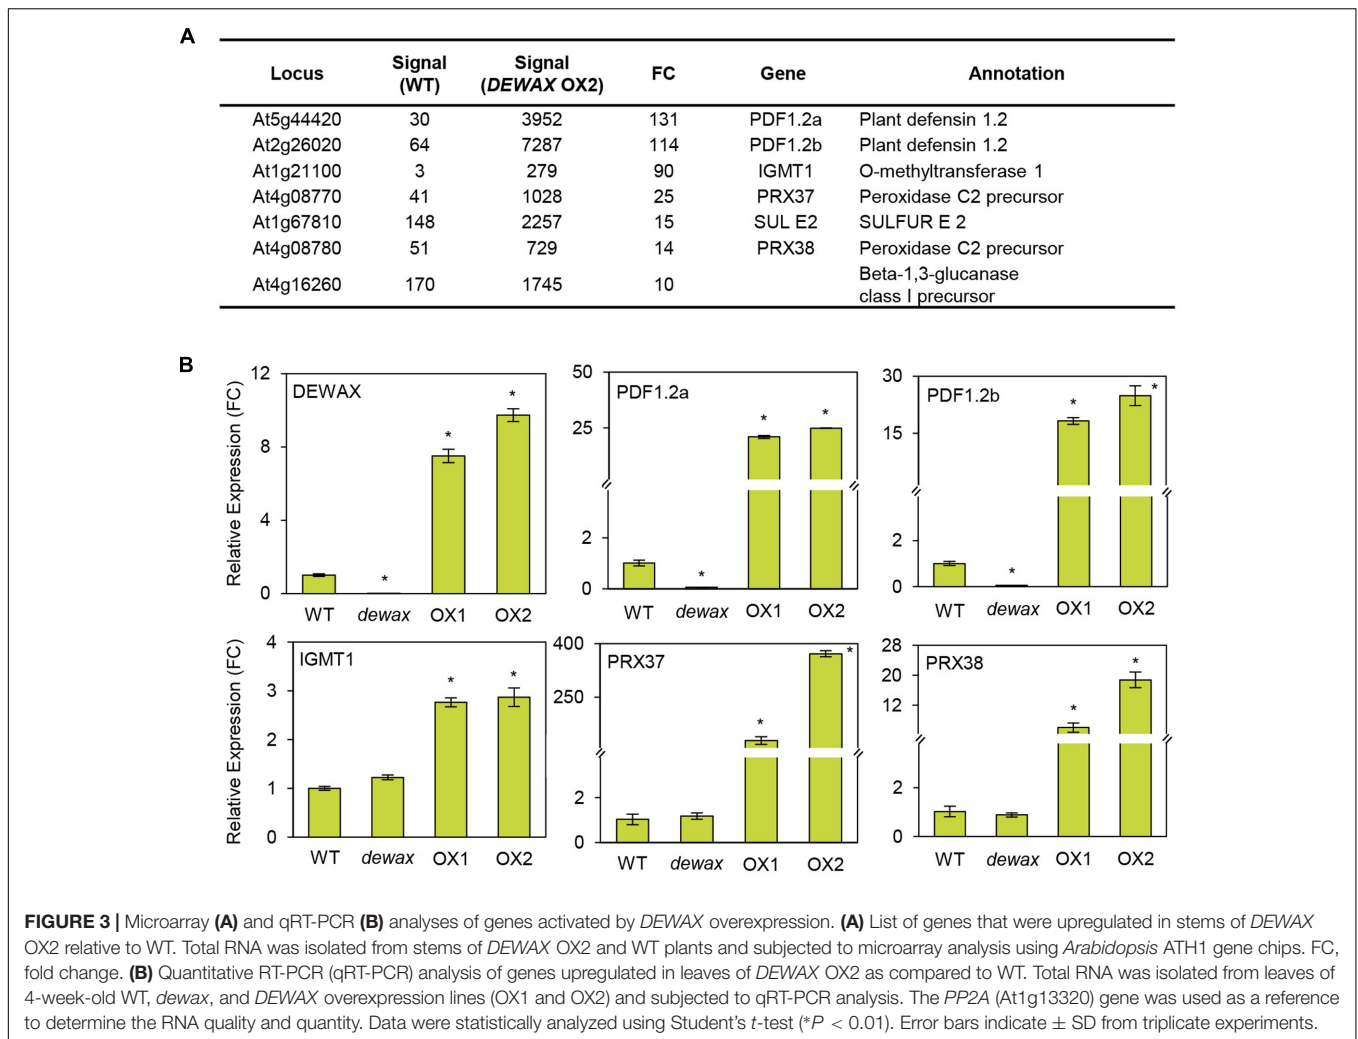 A
Locus Signal (WT) Signal (DEWAX OX2) FC Gene Annotation
At5g44420 30 3952 131 PDF1.2a Plant defensin 1.2
At2g26020 64 7287 114 PDF1.2b Plant defensin 1.2
At1g21100 3 279 90 IGMT1 O-methyltransferase 1
At4g08770 41 1028 25 PRX37 Peroxidase C2 precursor
At1g67810 148 2257 15 SUL E2 SULFUR E 2
At4g08780 51 729 14 PRX38 Peroxidase C2 precursor
At4g16260 170 1745 10 Beta-1,3-glucanase
class I precursor
B
Relative Expression (FC)
12
8
4
0
DEWAX
*
*
*
WT dewax OX1 OX2
50
25
2
0
PDF1.2a
*
*
*
WT dewax OX1 OX2
30
15
2
0
PDF1.2b
*
*
*
WT dewax OX1 OX2
Relative Expression (FC)
4
3
2
1
0
IGMT1
*
*
WT dewax OX1 OX2
400
250
2
0
PRX37
*
*
WT dewax OX1 OX2
28
20
12
2
0
PRX38
*
*
WT dewax OX1 OX2
FIGURE 3 | Microarray (A) and qRT-PCR (B) analyses of genes activated by DEWAX overexpression. (A) List of genes that were upregulated in stems of DEWAX
OX2 relative to WT. Total RNA was isolated from stems of DEWAX OX2 and WT plants and subjected to microarray analysis using Arabidopsis ATH1 gene chips. FC,
fold change. (B) Quantitative RT-PCR (qRT-PCR) analysis of genes upregulated in leaves of DEWAX OX2 as compared to WT. Total RNA was isolated from leaves of
4-week-old WT, dewax, and DEWAX overexpression lines (OX1 and OX2) and subjected to qRT-PCR analysis. The PP2A (At1g13320) gene was used as a reference
to determine the RNA quality and quantity. Data were statistically analyzed using Student's t-test (*P < 0.01). Error bars indicate ± SD from triplicate experiments.